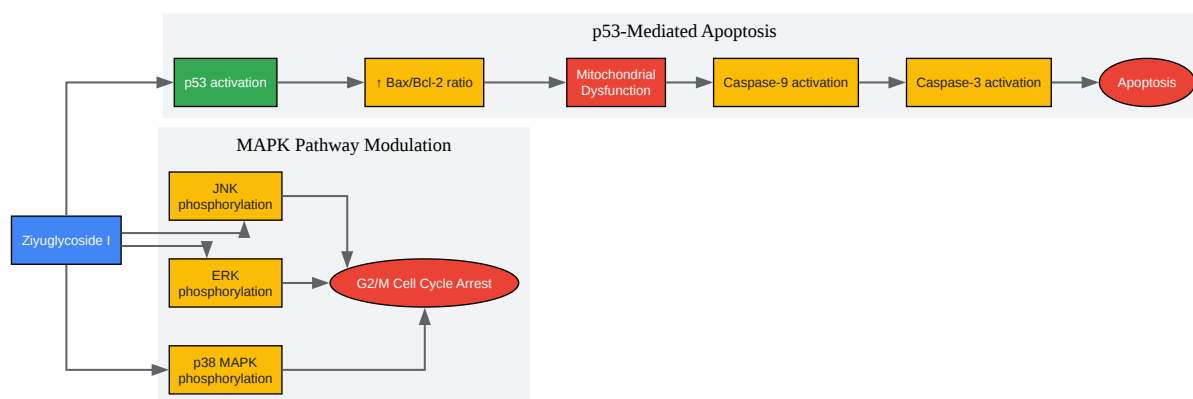 p53-Mediated Apoptosis
p53 activation
↑ Bax/Bcl-2 ratio
Mitochondrial
Dysfunction
Caspase-9 activation
Caspase-3 activation
Apoptosis
MAPK Pathway Modulation
JNK
phosphorylation
Ziyuglycoside I
ERK
phosphorylation
G2/M Cell Cycle Arrest
p38 MAPK
phosphorylation